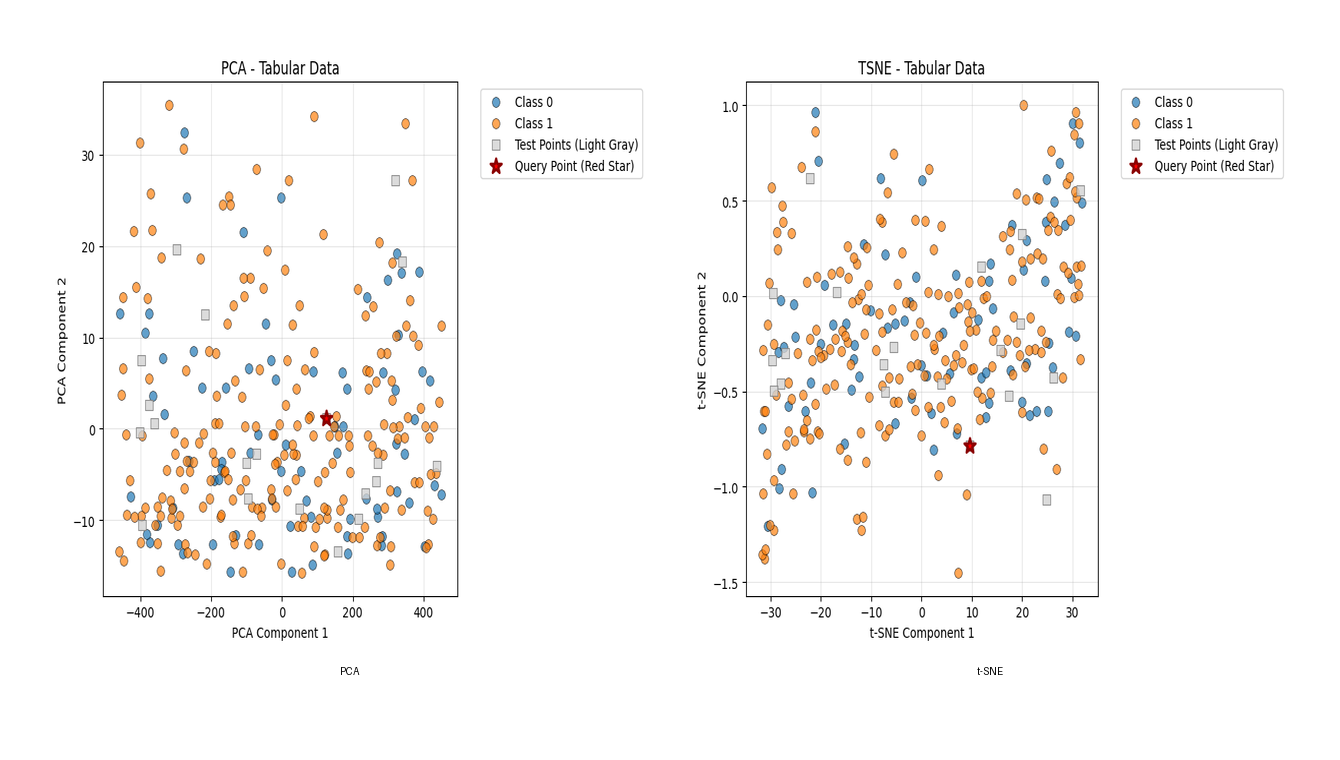 PCA - Tabular Data
PCA Component 2
30
20
10
0
−10
−400
−200
0
200
400
PCA Component 1
Class 0
Class 1
Test Points (Light Gray)
Query Point (Red Star)
PCA
TSNE - Tabular Data
t-SNE Component 2
1.0
0.5
0.0
−0.5
−1.0
−1.5
−30
−20
−10
0
10
20
30
t-SNE Component 1
Class 0
Class 1
Test Points (Light Gray)
Query Point (Red Star)
t-SNE